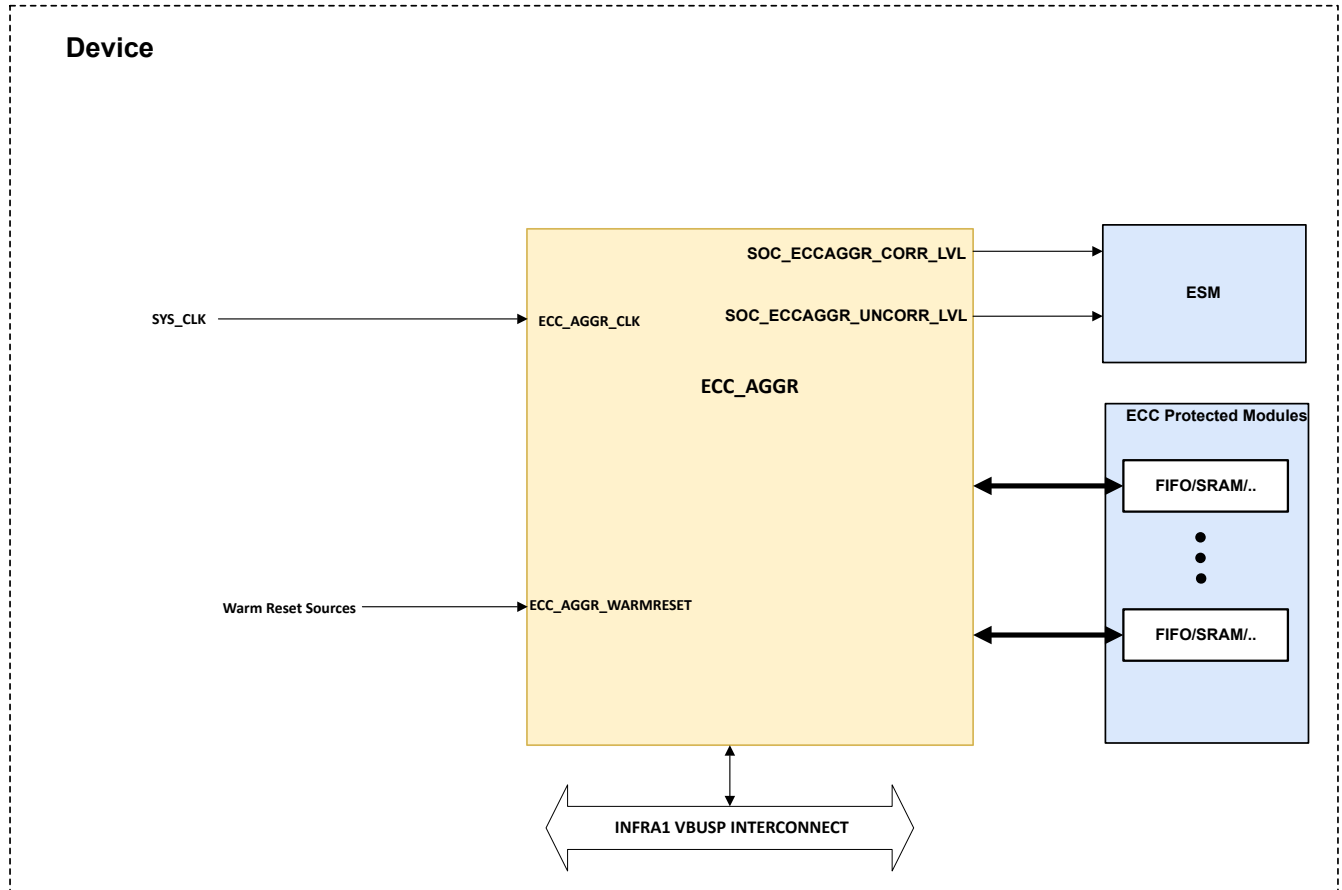 Device
SOC_ECCAGGR_CORR_LVL
ESM
SYS_CLK
ECC_AGGR_CLK
SOC_ECCAGGR_UNCORR_LVL
ECC_AGGR
ECC Protected Modules
FIFO/SRAM/..
Warm Reset Sources
ECC_AGGR_WARMRESET
FIFO/SRAM/..
INFRA1 VBUSP INTERCONNECT